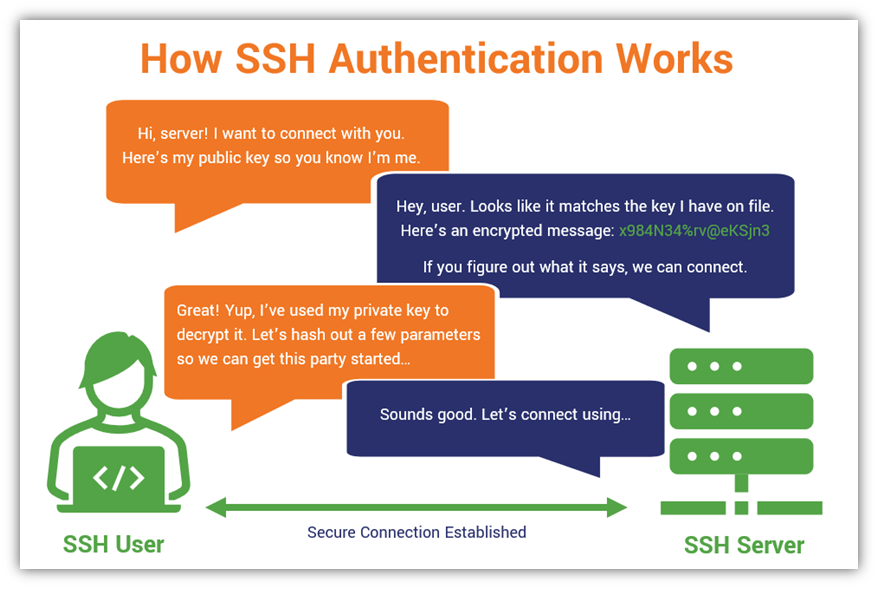 How SSH Authentication Works
Hi, server! I want to connect with you.
Here's my public key so you know I'm me.
Hey, user. Looks like it matches the key I have on file.
Here's an encrypted message: x984N34%rv@eKSjn3
If you figure out what it says, we can connect.
Great! Yup, I've used my private key to
decrypt it. Let's hash out a few parameters
so we can get this party started...
Sounds good. Let's connect using...
</>
Secure Connection Established
SSH User
SSH Server